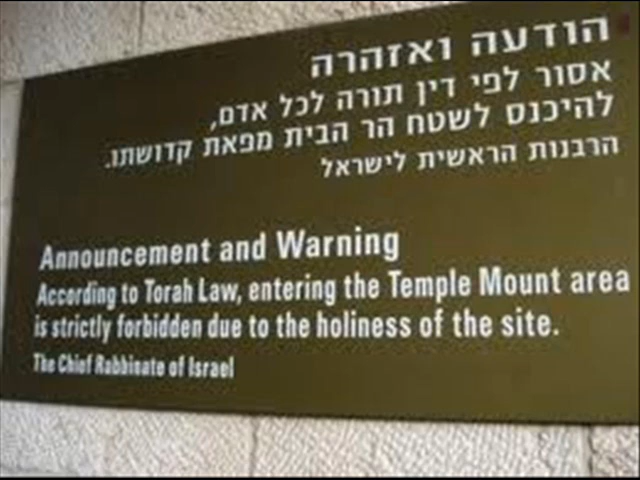 הודעה ואזהרה
אסור לפי דין תורה לכל אדם,
להיכנס לשטח הר הבית מפאת קדושתו.
הרבנות הראשית לישראל
Announcement and Warning
According to Torah Law, entering the Temple Mount area
is strictly forbidden due to the holiness of the site.
The Chief Rabbinate of Israel